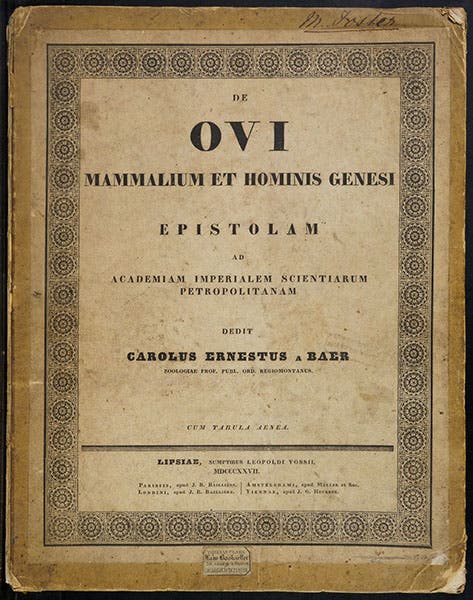 M. Foster
DE
OVI
MAMMALIUM ET HOMINIS GENESI
EPISTOLAM
AD
ACADEMIAM IMPERIALEM SCIENTIARUM
PETROPOLITANAM
DEDIT
CAROLUS ERNESTUS A BAER
ZOOLOGIAE PROF. PUBL. ORD. REGIOMONTANUS.
CUM TABULA AENEA.
LIPSIAE, SUMPTIBUS LEOPOLDI VOSSII.
MDCCCXXVII.
PARISIIS, apud J. B. BAILLIÈRE.
LONDINI, apud J. B. BAILLIÈRE.
AMSTELODAMI, apud MÜLLER et Soc.
VIENNAE, apud J. G. HEUBNER.